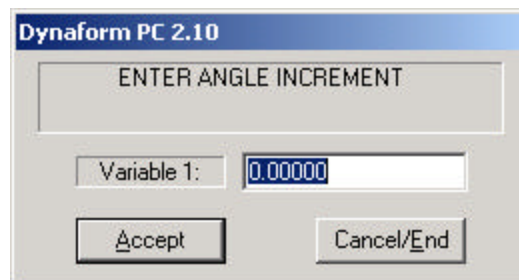 Dynaform PC 2.10
ENTER ANGLE INCREMENT
Variable 1: 0.00000
Accept Cancel/End